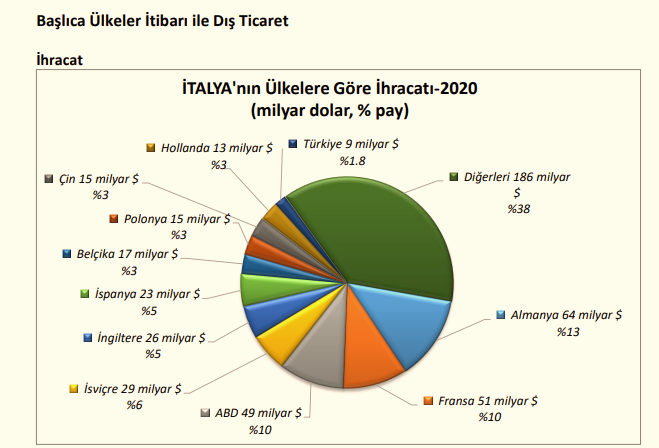 Başlıca Ülkeler İtibarı ile Dış Ticaret
İhracat
İTALYA'nın Ülkelere Göre İhracatı-2020
(milyar dolar, % pay)
Hollanda 13 milyar $
%3
Türkiye 9 milyar $
%1.8
Diğerleri 186 milyar
$
%38
Çin 15 milyar $
%3
Polonya 15 milyar $
%3
Belçika 17 milyar $
%3
İspanya 23 milyar $
%5
İngiltere 26 milyar $
%5
İsviçre 29 milyar $
%6
ABD 49 milyar $
%10
Fransa 51 milyar $
%10
Almanya 64 milyar $
%13